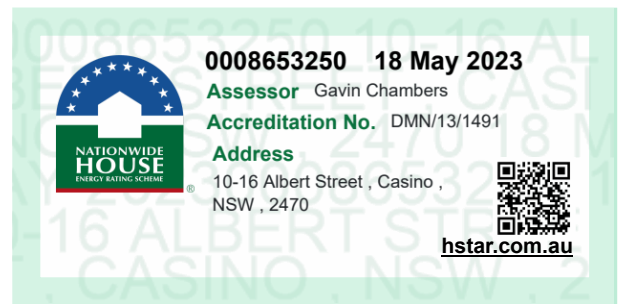 0008653250 18 May 2023
Assessor Gavin Chambers
Accreditation No. DMN/13/1491
Address
10-16 Albert Street , Casino ,
NSW , 2470
hstar.com.au
NATIONWIDE
HOUSE
ENERGY RATING SCHEME
®